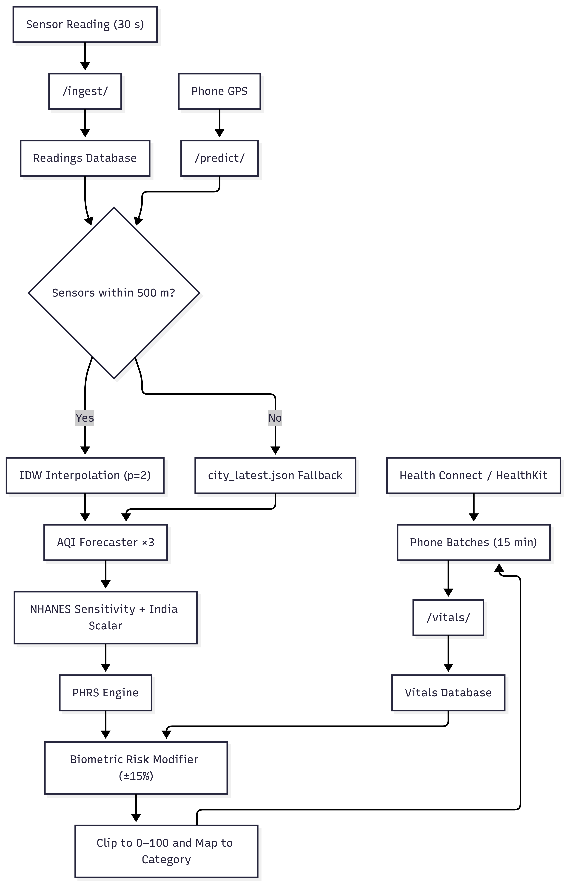 Sensor Reading (30 s)
/ingest/
Phone GPS
Readings Database
/predict/
Sensors within 500 m?
Yes
No
IDW Interpolation (p=2)
city_latest.json Fallback
Health Connect / HealthKit
AQI Forecaster ×3
Phone Batches (15 min)
NHANES Sensitivity + India
Scalar
/vitals/
PHRS Engine
Vitals Database
Biometric Risk Modifier
(±15%)
Clip to 0–100 and Map to
Category